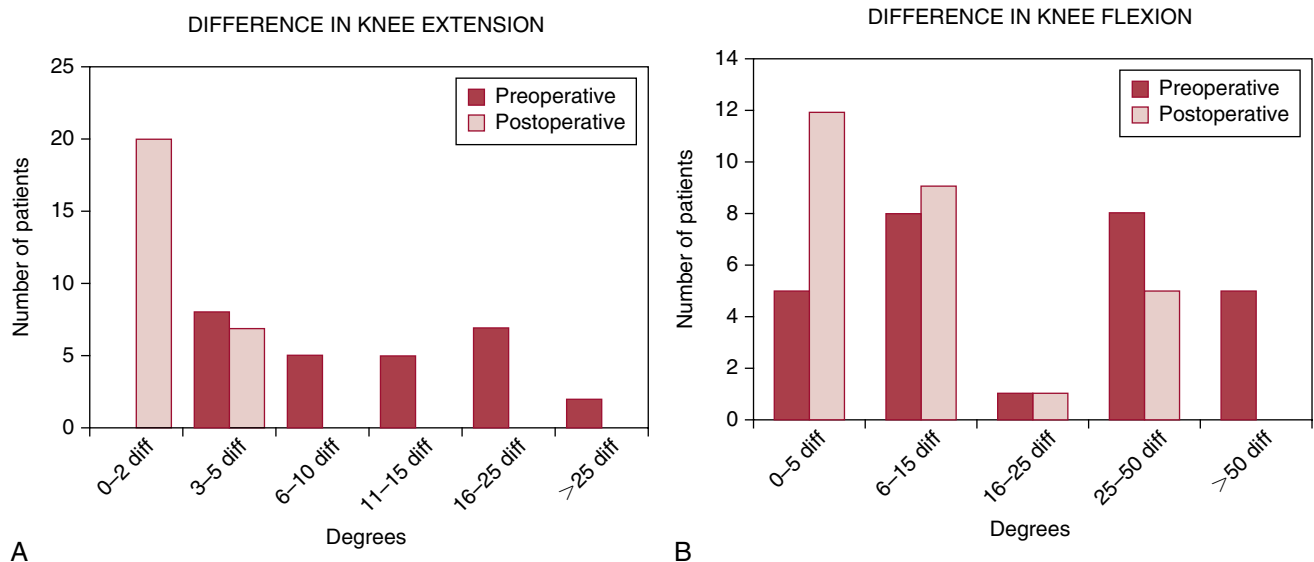 DIFFERENCE IN KNEE EXTENSION
25
20
15
10
5
0
Number of patients
Preoperative
Postoperative
0–2 diff
3–5 diff
6–10 diff
11–15 diff
16–25 diff
>25 diff
Degrees
A
DIFFERENCE IN KNEE FLEXION
14
12
10
8
6
4
2
0
Number of patients
Preoperative
Postoperative
0–5 diff
6–15 diff
16–25 diff
25–50 diff
>50 diff
Degrees
B